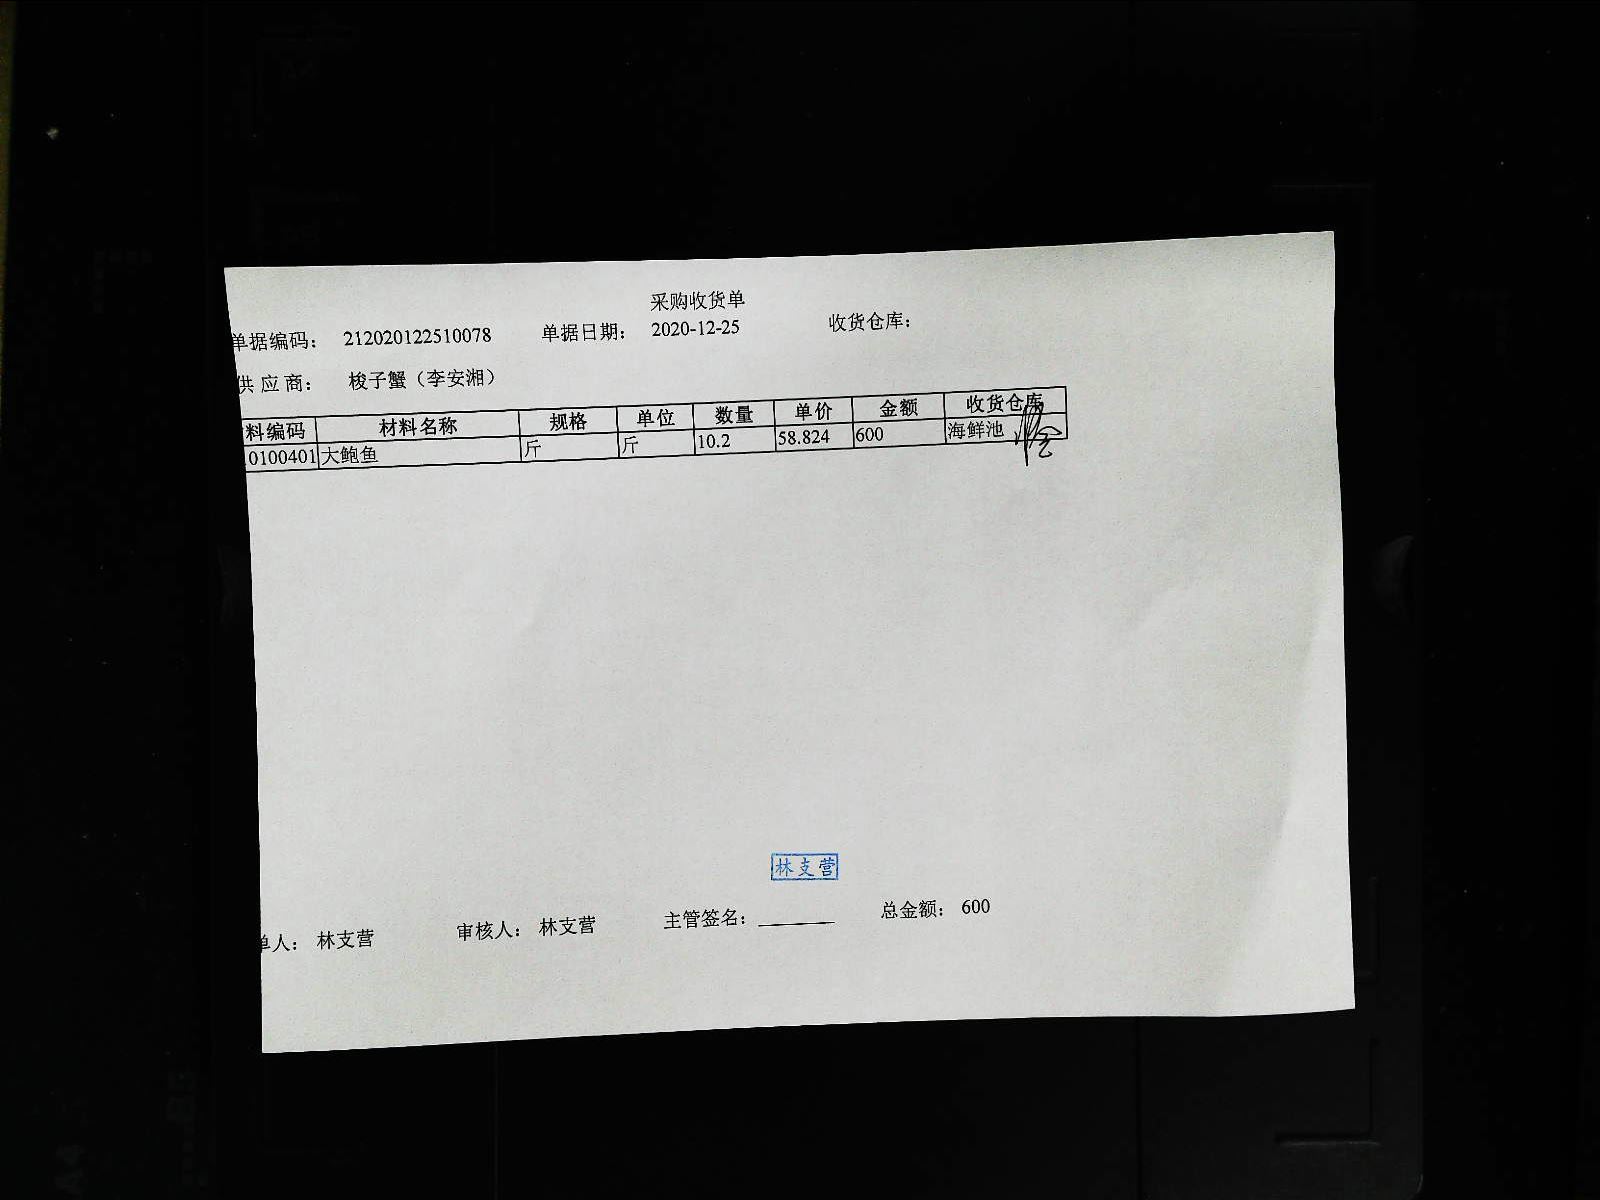 采购收货单
单据编码: 212020122510078 单据日期: 2020-12-25 收货仓库:
供应商: 梭子蟹（李安湘）
料编码 材料名称 规格 单位 数量 单价 金额 收货仓库
0100401 大鲍鱼 斤 斤 10.2 58.824 600 海鲜池
林支营
单人: 林支营 审核人: 林支营 主管签名: 总金额: 600